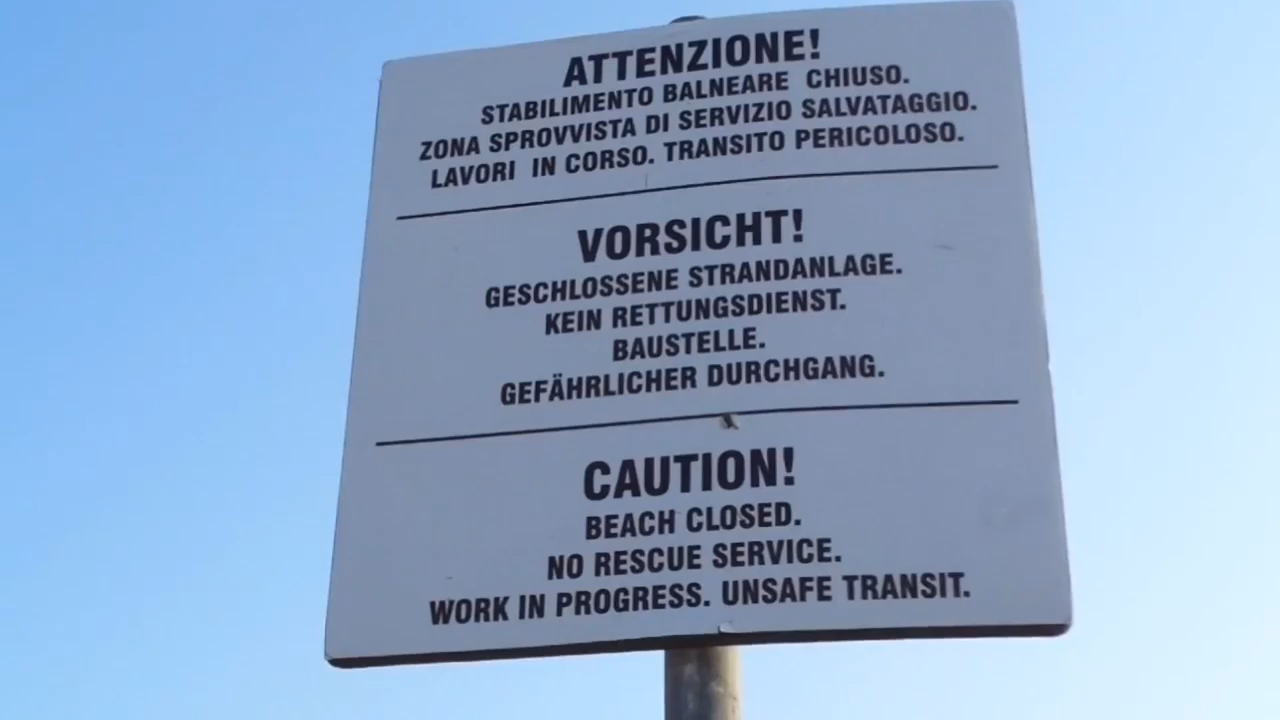 ATTENZIONE!
STABILIMENTO BALNEARE CHIUSO.
ZONA SPROVVISTA DI SERVIZIO SALVATAGGIO.
LAVORI IN CORSO. TRANSITO PERICOLOSO.
VORSICHT!
GESCHLOSSENE STRANDANLAGE.
KEIN RETTUNGSDIENST.
BAUSTELLE.
GEFÄHRLICHER DURCHGANG.
CAUTION!
BEACH CLOSED.
NO RESCUE SERVICE.
WORK IN PROGRESS. UNSAFE TRANSIT.